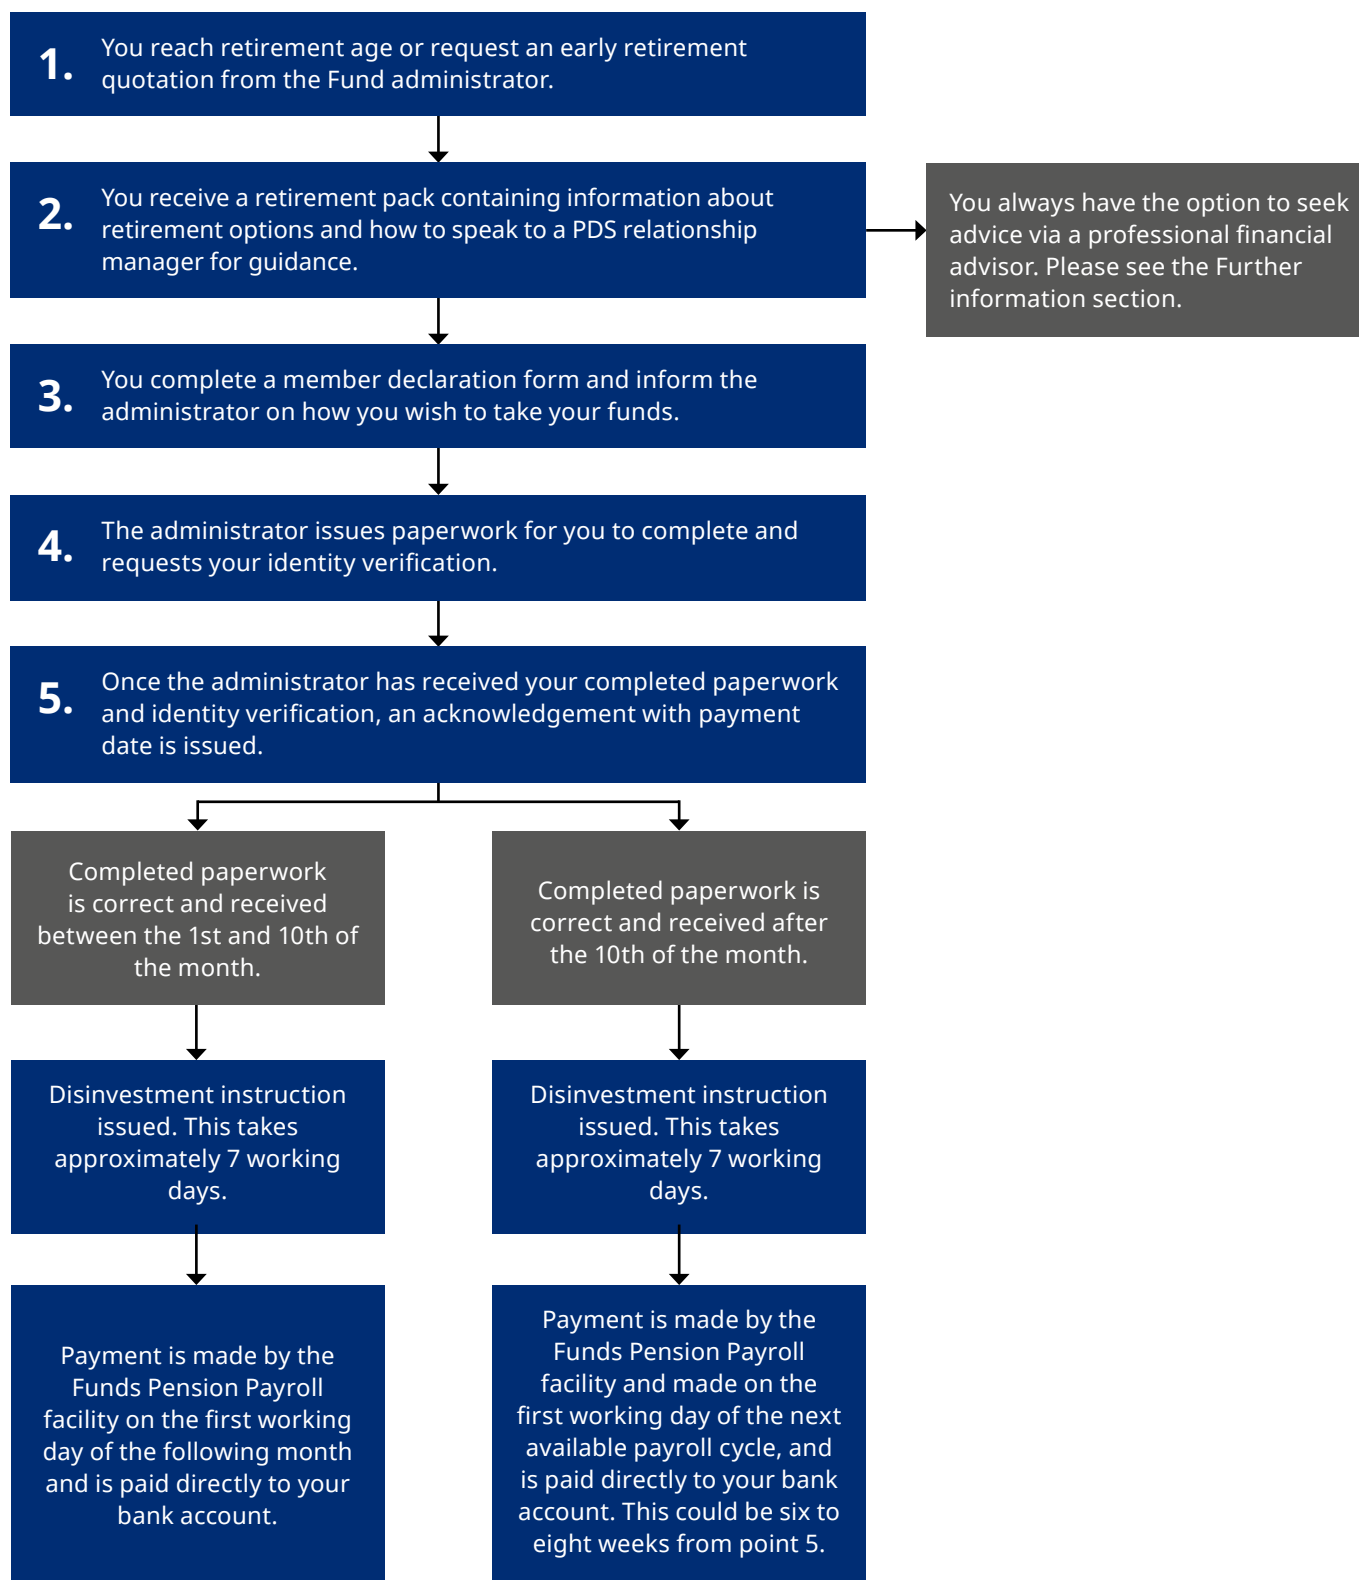 1.
You reach retirement age or request an early retirement
quotation from the Fund administrator.
2.
You receive a retirement pack containing information about
retirement options and how to speak to a PDS relationship
manager for guidance.
You always have the option to seek
advice via a professional financial
advisor. Please see the Further
information section.
3.
You complete a member declaration form and inform the
administrator on how you wish to take your funds.
4.
The administrator issues paperwork for you to complete and
requests your identity verification.
5.
Once the administrator has received your completed paperwork
and identity verification, an acknowledgement with payment
date is issued.
Completed paperwork
is correct and received
between the 1st and 10th of
the month.
Completed paperwork is
correct and received after
the 10th of the month.
Disinvestment instruction
issued. This takes
approximately 7 working
days.
Disinvestment instruction
issued. This takes
approximately 7 working
days.
Payment is made by the
Funds Pension Payroll
facility on the first working
day of the following month
and is paid directly to your
bank account.
Payment is made by the
Funds Pension Payroll
facility and made on the
first working day of the next
available payroll cycle, and
is paid directly to your bank
account. This could be six to
eight weeks from point 5.